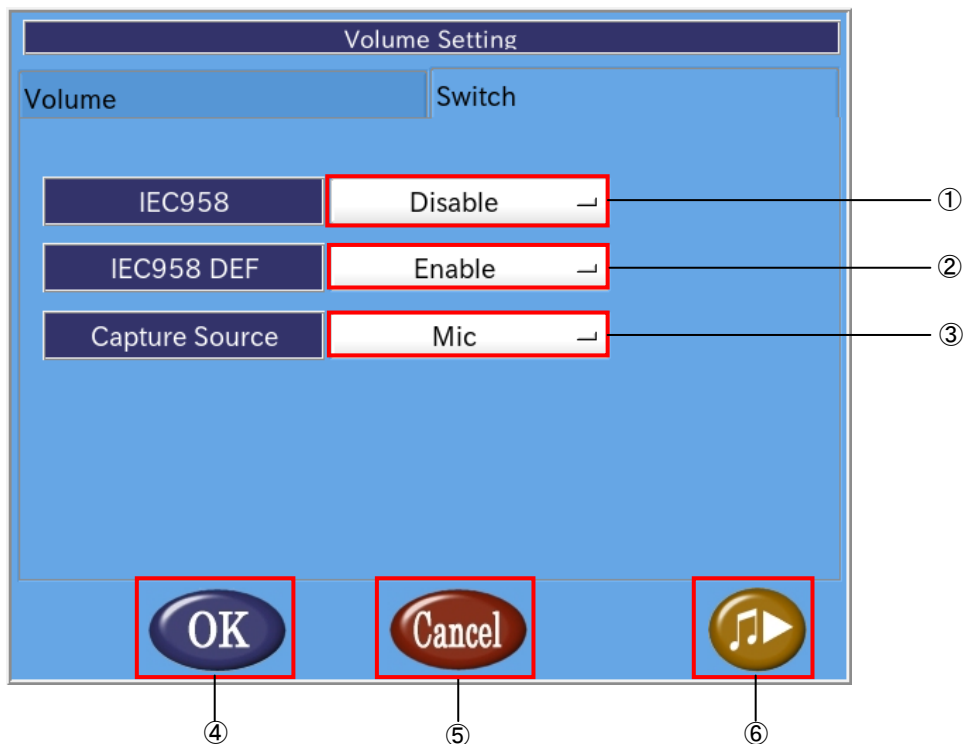 Volume Setting
Volume
Switch
IEC958 Disable ①
IEC958 DEF Enable ②
Capture Source Mic ③
OK Cancel
④ ⑤ ⑥